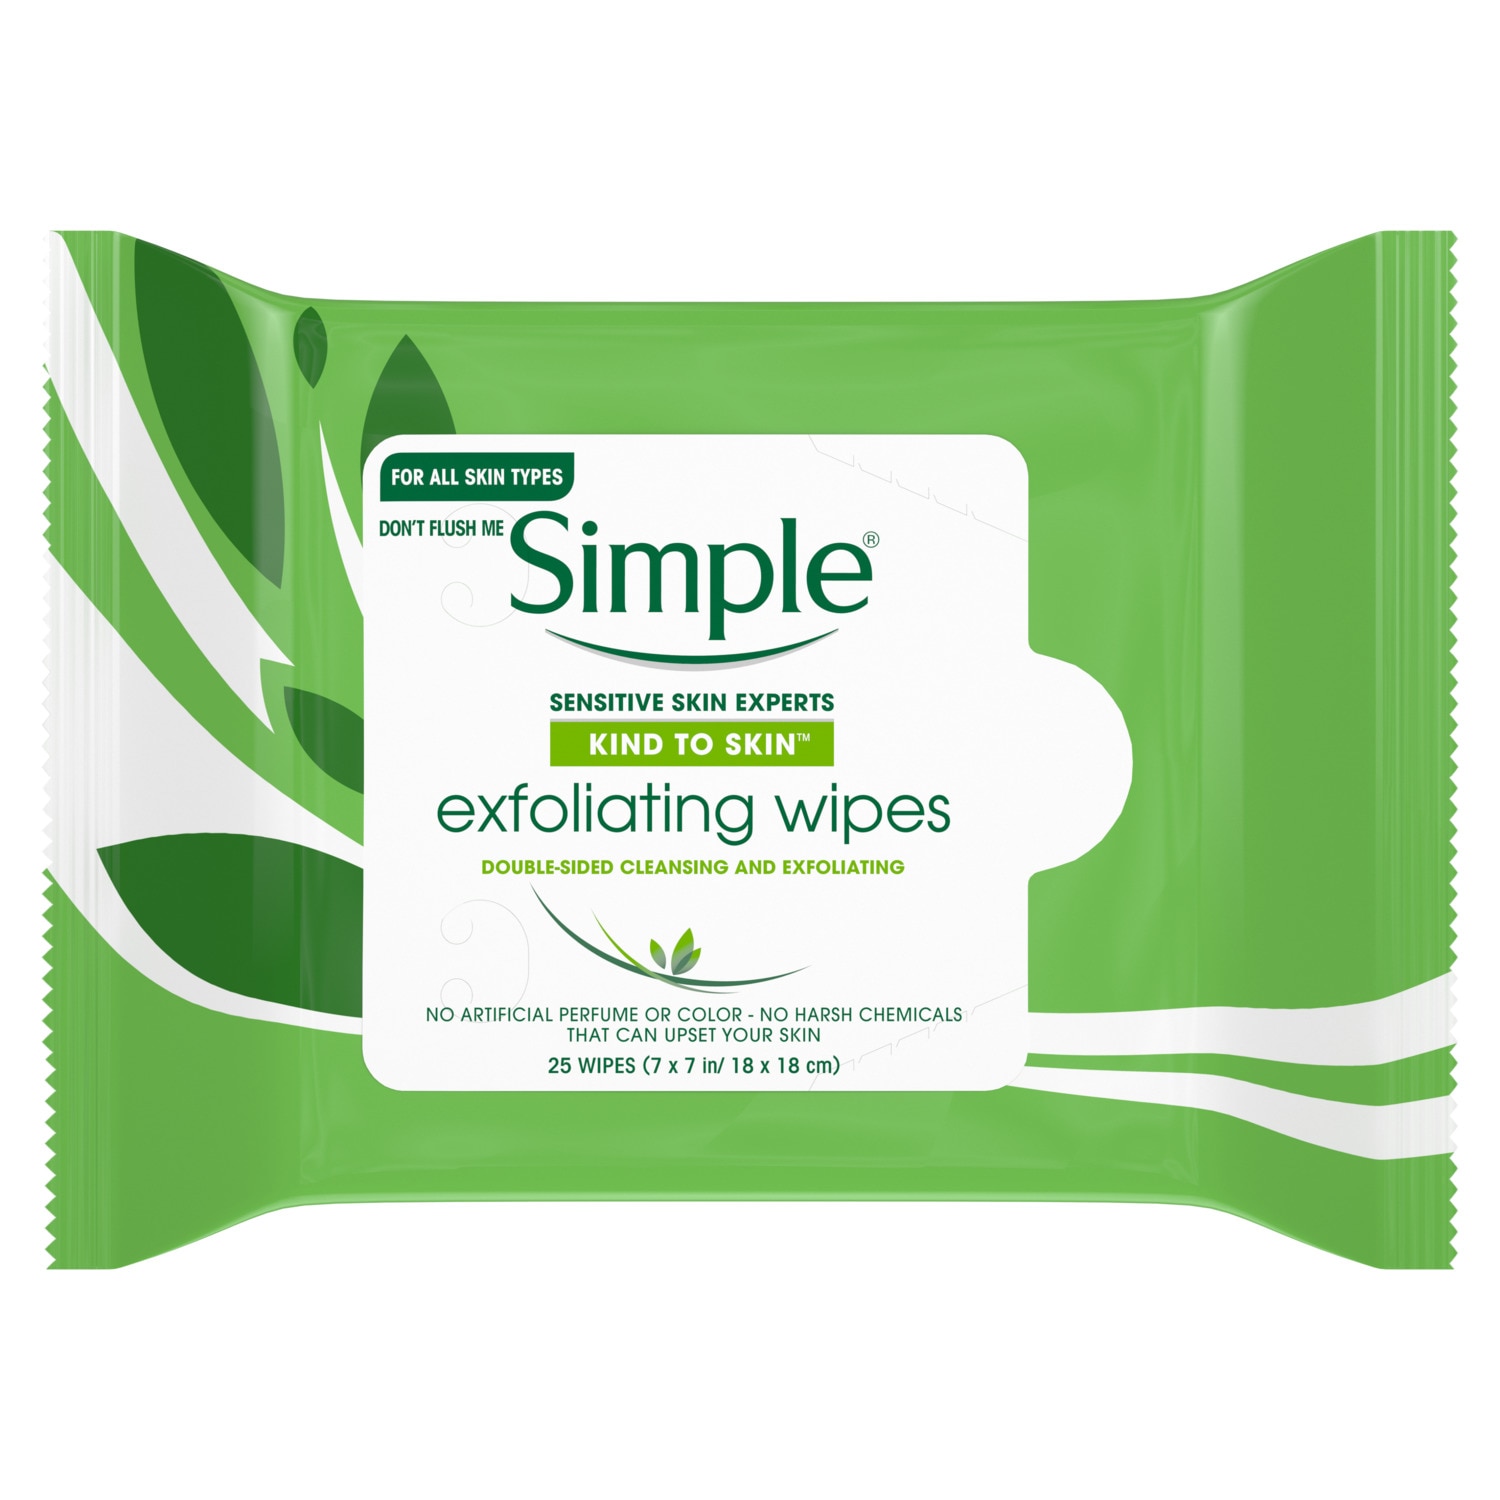 FOR ALL SKIN TYPES
DON'T FLUSH ME
Simple®
SENSITIVE SKIN EXPERTS
KIND TO SKIN™
exfoliating wipes
DOUBLE-SIDED CLEANSING AND EXFOLIATING
NO ARTIFICIAL PERFUME OR COLOR - NO HARSH CHEMICALS
THAT CAN UPSET YOUR SKIN
25 WIPES (7 x 7 in/ 18 x 18 cm)